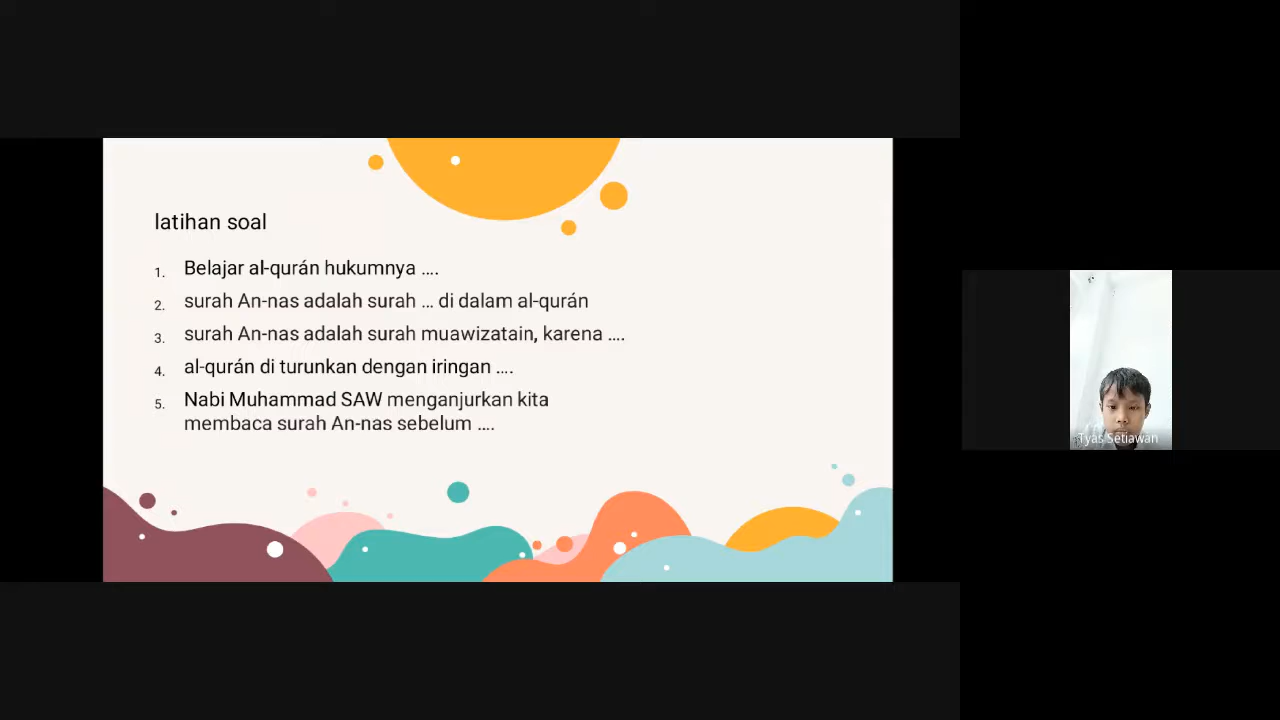 latihan soal
1. Belajar al-qurán hukumnya ....
2. surah An-nas adalah surah ... di dalam al-qurán
3. surah An-nas adalah surah muawizatain, karena ....
4. al-qurán di turunkan dengan iringan ....
5. Nabi Muhammad SAW menganjurkan kita
membaca surah An-nas sebelum ....
Tyas Setiawan